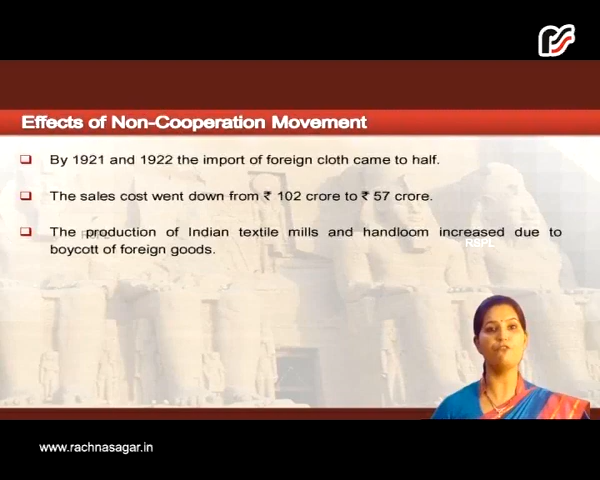 Effects of Non-Cooperation Movement
By 1921 and 1922 the import of foreign cloth came to half.
The sales cost went down from ₹ 102 crore to ₹ 57 crore.
The production of Indian textile mills and handloom increased due to
boycott of foreign goods.
RSPL
www.rachnasagar.in